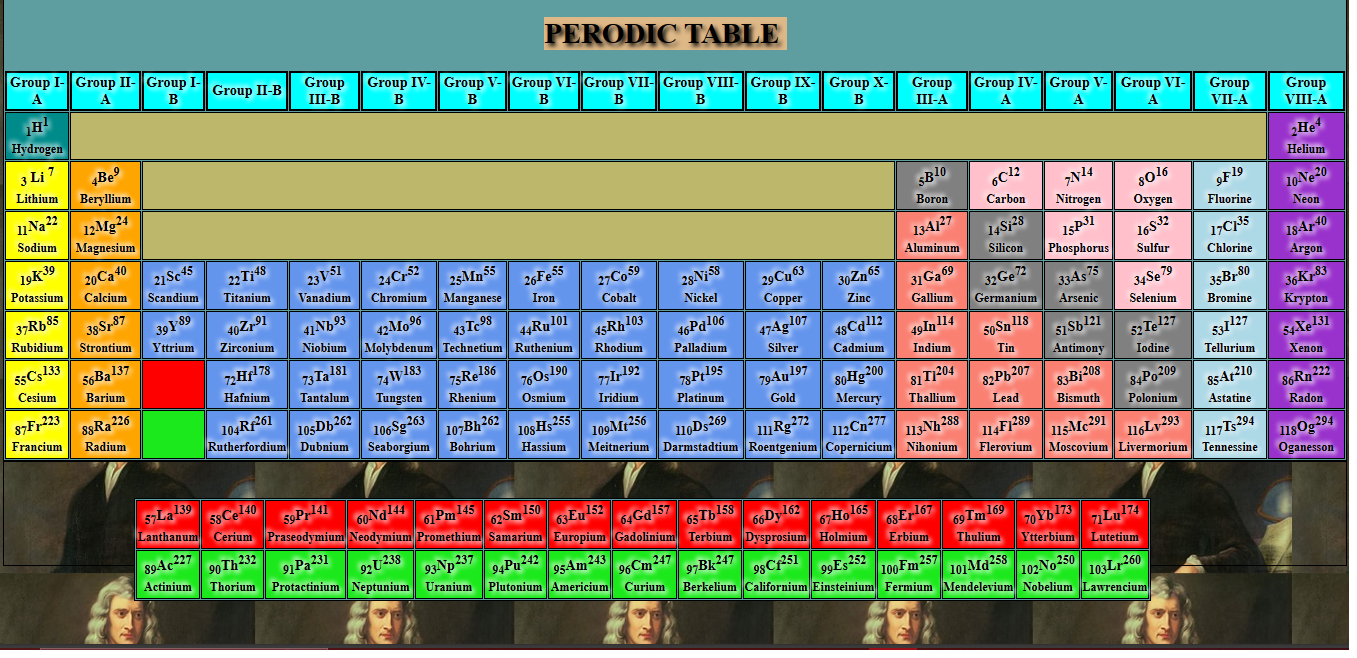 PERODIC TABLE
Group I-A Group II-A Group I-B Group II-B Group III-B Group IV-B Group V-B Group VI-B Group VII-B Group VIII-B Group IX-B Group X-B Group III-A Group IV-A Group V-A Group VI-A Group VII-A Group VIII-A
1H1 2He4
Hydrogen Helium
3 Li 7 4Be9 5B10 6C12 7N14 8O16 9F19 10Ne20
Lithium Beryllium Boron Carbon Nitrogen Oxygen Fluorine Neon
11Na22 12Mg24 13Al27 14Si28 15P31 16S32 17Cl35 18Ar40
Sodium Magnesium Aluminum Silicon Phosphorus Sulfur Chlorine Argon
19K39 20Ca40 21Sc45 22Ti48 23V51 24Cr52 25Mn55 26Fe55 27Co59 28Ni58 29Cu63 30Zn65 31Ga69 32Ge72 33As75 34Se79 35Br80 36Kr83
Potassium Calcium Scandium Titanium Vanadium Chromium Manganese Iron Cobalt Nickel Copper Zinc Gallium Germanium Arsenic Selenium Bromine Krypton
37Rb85 38Sr87 39Y89 40Zr91 41Nb93 42Mo96 43Tc98 44Ru101 45Rh103 46Pd106 47Ag107 48Cd112 49In114 50Sn118 51Sb121 52Te127 53I127 54Xe131
Rubidium Strontium Yttrium Zirconium Niobium Molybdenum Technetium Ruthenium Rhodium Palladium Silver Cadmium Indium Tin Antimony Iodine Tellurium Xenon
55Cs133 56Ba137 72Hf178 73Ta181 74W183 75Re186 76Os190 77Ir192 78Pt195 79Au197 80Hg200 81Tl204 82Pb207 83Bi208 84Po209 85At210 86Rn222
Cesium Barium Hafnium Tantalum Tungsten Rhenium Osmium Iridium Platinum Gold Mercury Thallium Lead Bismuth Polonium Astatine Radon
87Fr223 88Ra226 104Rf261 105Db262 106Sg263 107Bh262 108Hs255 109Mt256 110Ds269 111Rg272 112Cn277 113Nh288 114Fl289 115Mc291 116Lv293 117Ts294 118Og294
Francium Radium Rutherfordium Dubnium Seaborgium Bohrium Hassium Meitnerium Darmstadtium Roentgenium Copernicium Nihonium Flerovium Moscovium Livermorium Tennessine Oganesson
57La139 58Ce140 59Pr141 60Nd144 61Pm145 62Sm150 63Eu152 64Gd157 65Tb158 66Dy162 67Ho165 68Er167 69Tm169 70Yb173 71Lu174
Lanthanum Cerium Praseodymium Neodymium Promethium Samarium Europium Gadolinium Terbium Dysprosium Holmium Erbium Thulium Ytterbium Lutetium
89Ac227 90Th232 91Pa231 92U238 93Np237 94Pu242 95Am243 96Cm247 97Bk247 98Cf251 99Es252 100Fm257 101Md258 102No250 103Lr260
Actinium Thorium Protactinium Neptunium Uranium Plutonium Americium Curium Berkelium Californium Einsteinium Fermium Mendelevium Nobelium Lawrencium